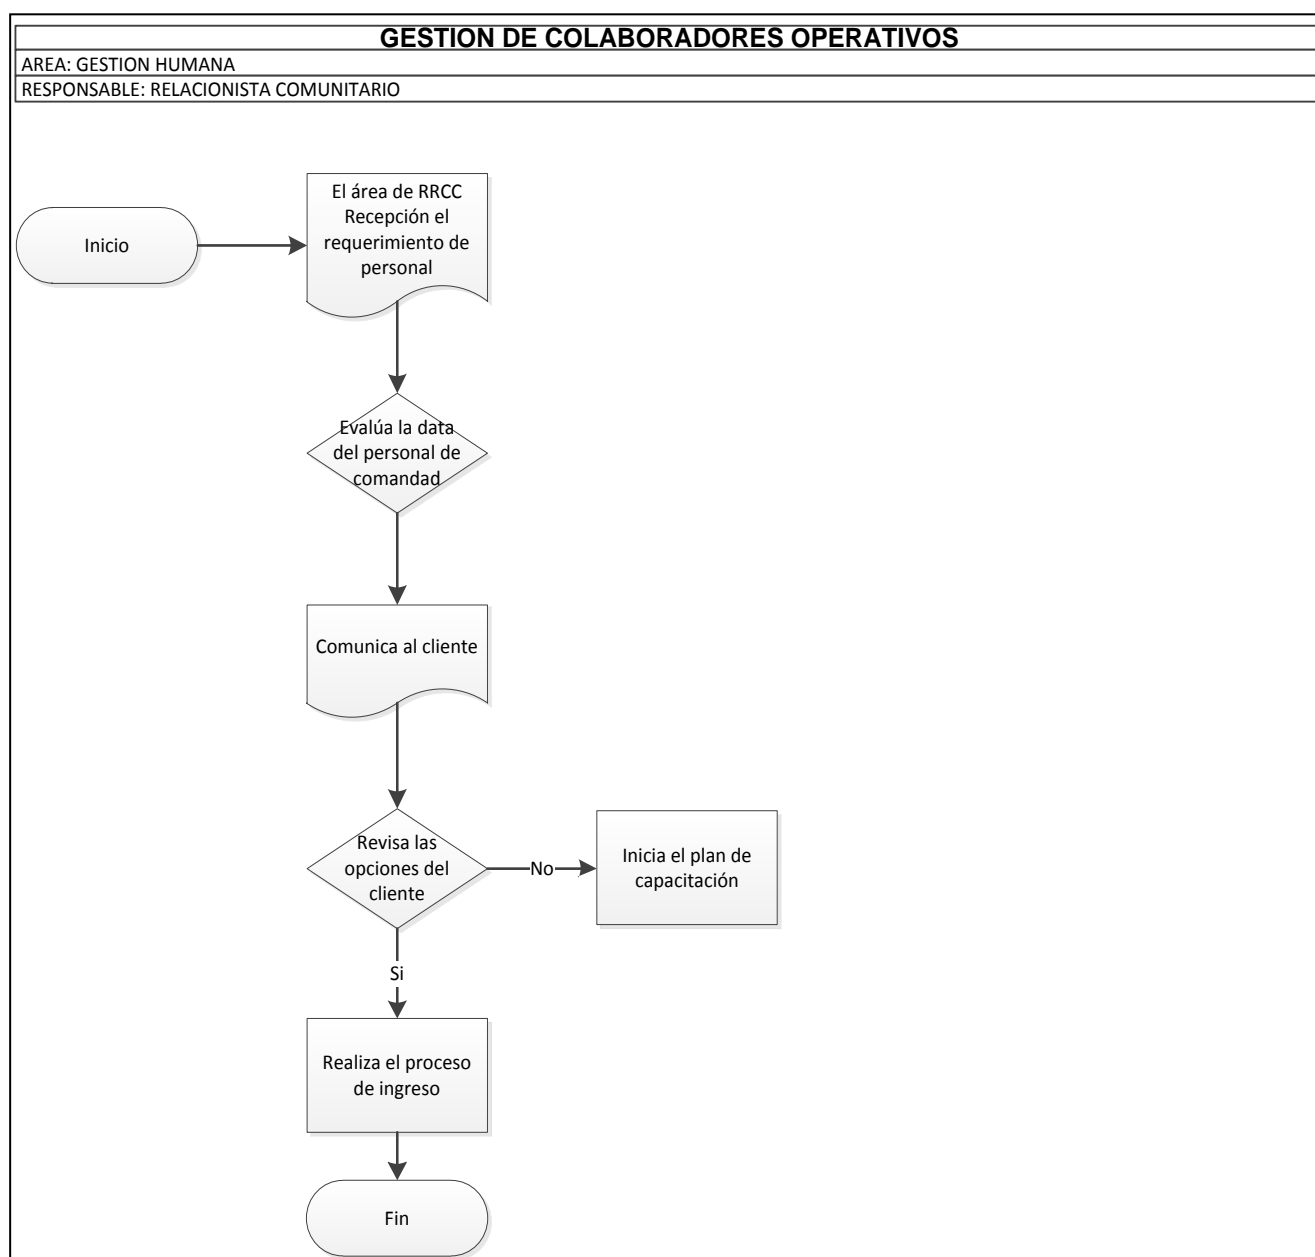 GESTION DE COLABORADORES OPERATIVOS
AREA: GESTION HUMANA
RESPONSABLE: RELACIONISTA COMUNITARIO
Inicio
El área de RRCC
Recepción el
requerimiento de
personal
Evalúa la data
del personal de
comandad
Comunica al cliente
Revisa las
opciones del
cliente
No
Inicia el plan de
capacitación
Si
Realiza el proceso
de ingreso
Fin